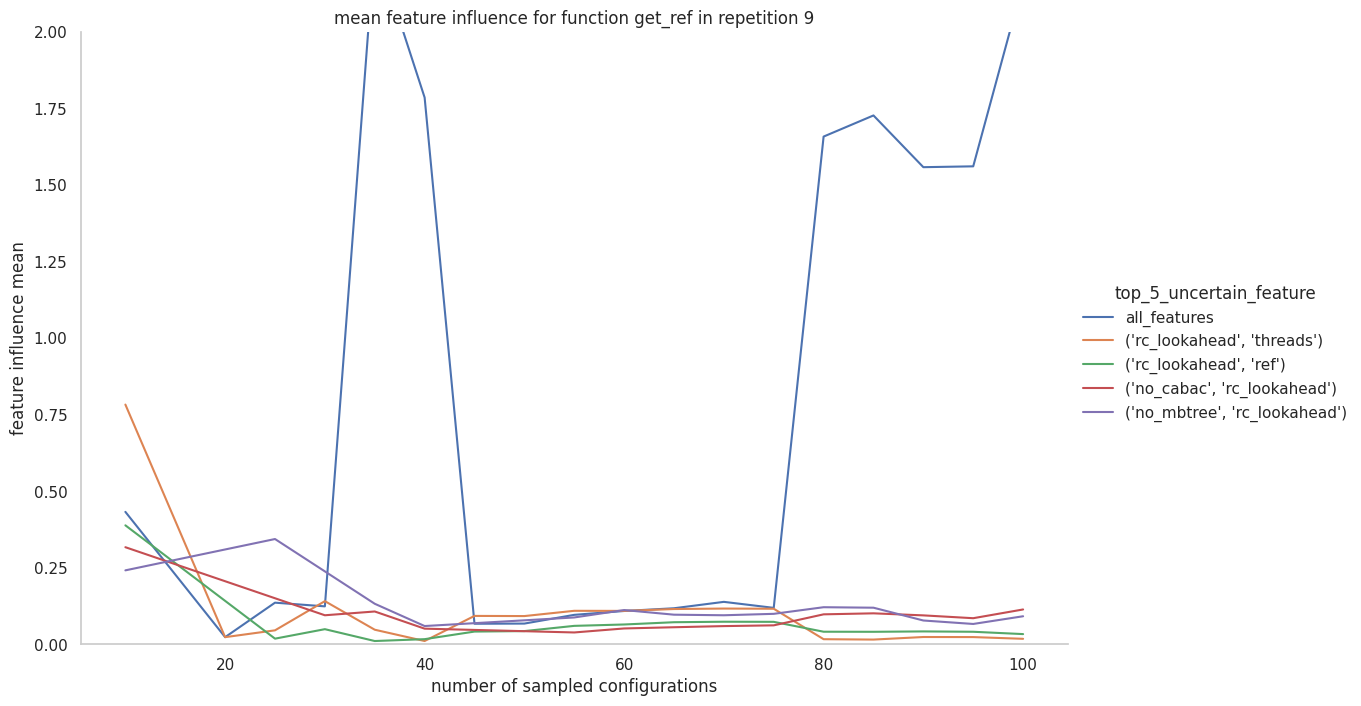 mean feature influence for function get_ref in repetition 9
2.00
1.75
1.50
1.25
1.00
0.75
0.50
0.25
0.00
feature influence mean
20
40
60
80
100
number of sampled configurations
top_5_uncertain_feature
all_features
('rc_lookahead', 'threads')
('rc_lookahead', 'ref')
('no_cabac', 'rc_lookahead')
('no_mbtree', 'rc_lookahead')